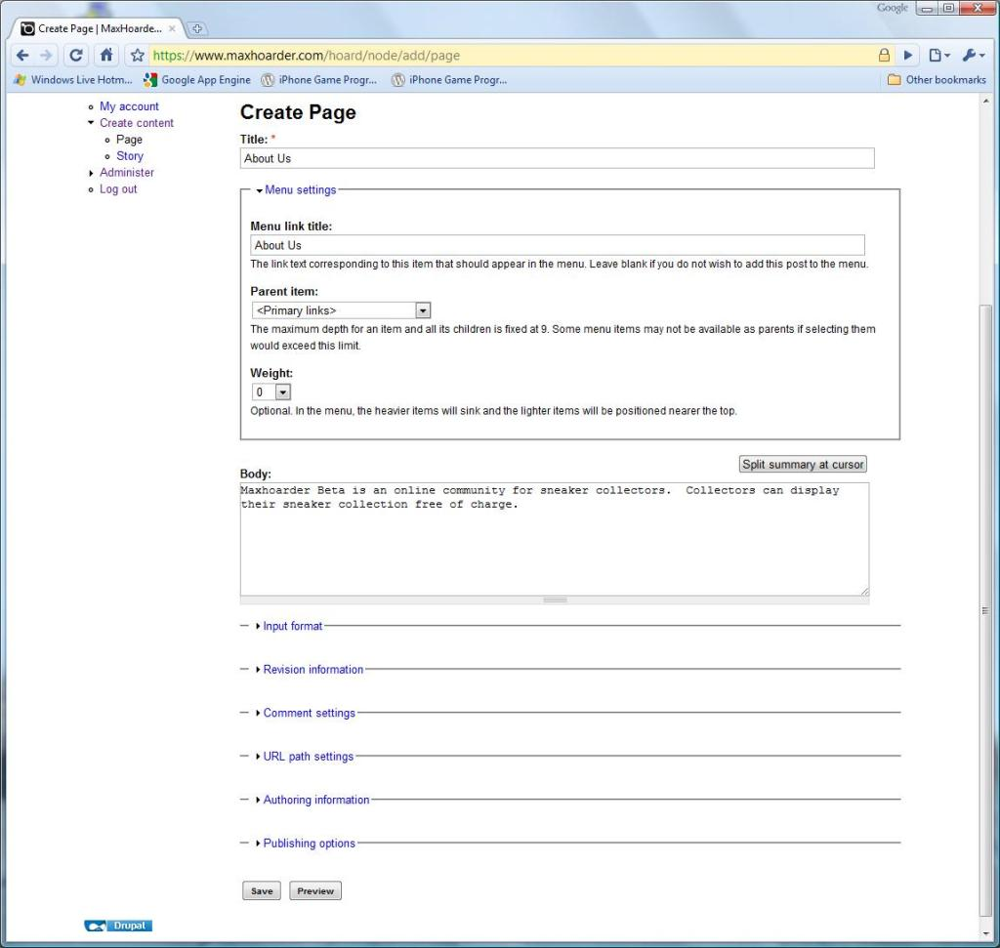 Google
Create Page | MaxHoarde...
https://www.maxhoarder.com/hoard/node/add/page
Windows Live Hotm... Google App Engine iPhone Game Progr... iPhone Game Progr... Other bookmarks
My account
Create content
Page
Story
Administer
Log out
Create Page
Title: *
About Us
Menu settings
Menu link title:
About Us
The link text corresponding to this item that should appear in the menu. Leave blank if you do not wish to add this post to the menu.
Parent item:
<Primary links>
The maximum depth for an item and all its children is fixed at 9. Some menu items may not be available as parents if selecting them
would exceed this limit.
Weight:
0
Optional. In the menu, the heavier items will sink and the lighter items will be positioned nearer the top.
Split summary at cursor
Body:
Maxhoarder Beta is an online community for sneaker collectors.  Collectors can display
their sneaker collection free of charge.
Input format
Revision information
Comment settings
URL path settings
Authoring information
Publishing options
Save Preview
Drupal